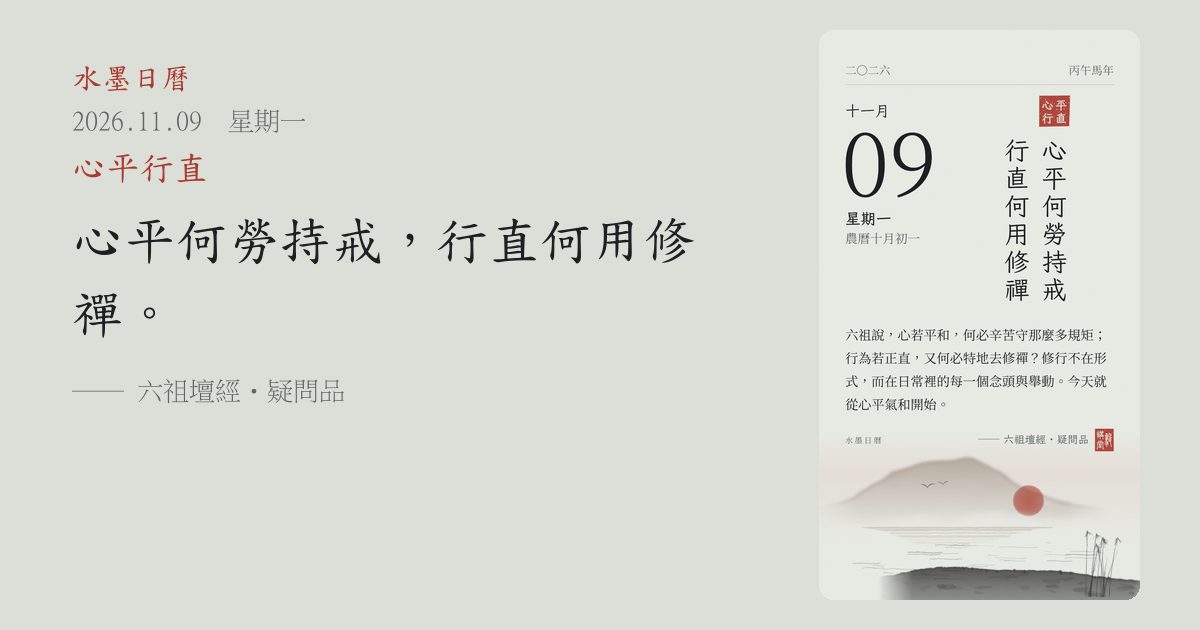 水墨日曆
2026.11.09　星期一
心平行直
心平何勞持戒，行直何用修
禪。
—— 六祖壇經・疑問品
二〇二六
丙午馬年
十一月
09
星期一
農曆十月初一
心平
行直
心平何勞持戒
行直何用修禪
六祖說，心若平和，何必辛苦守那麼多規矩；
行為若正直，又何必特地去修禪？修行不在形
式，而在日常裡的每一個念頭與舉動。今天就
從心平氣和開始。
水墨日曆
—— 六祖壇經・疑問品